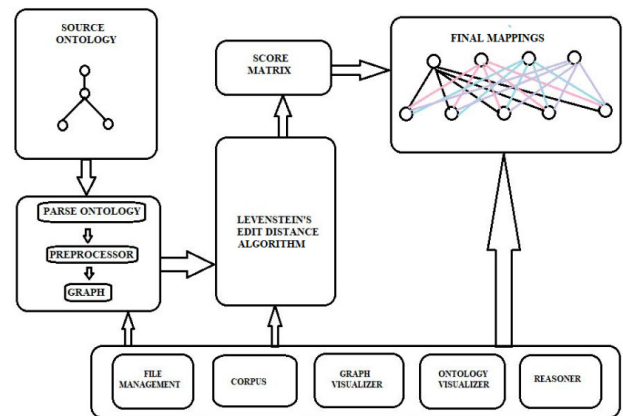 SOURCE
ONTOLOGY
PARSE ONTOLOGY
PREPROCESSOR
GRAPH
SCORE
MATRIX
LEVENSTEIN'S
EDIT DISTANCE
ALGORITHM
FINAL MAPPINGS
FILE
MANAGEMENT
CORPUS
GRAPH
VISUALIZER
ONTOLOGY
VISUALIZER
REASONER